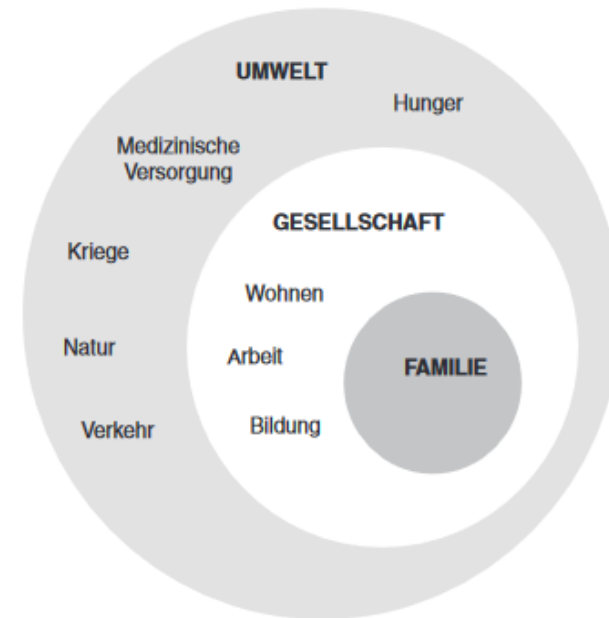 UMWELT
Hunger
Medizinische
Versorgung
GESELLSCHAFT
Kriege
Wohnen
Natur
Arbeit
FAMILIE
Verkehr
Bildung